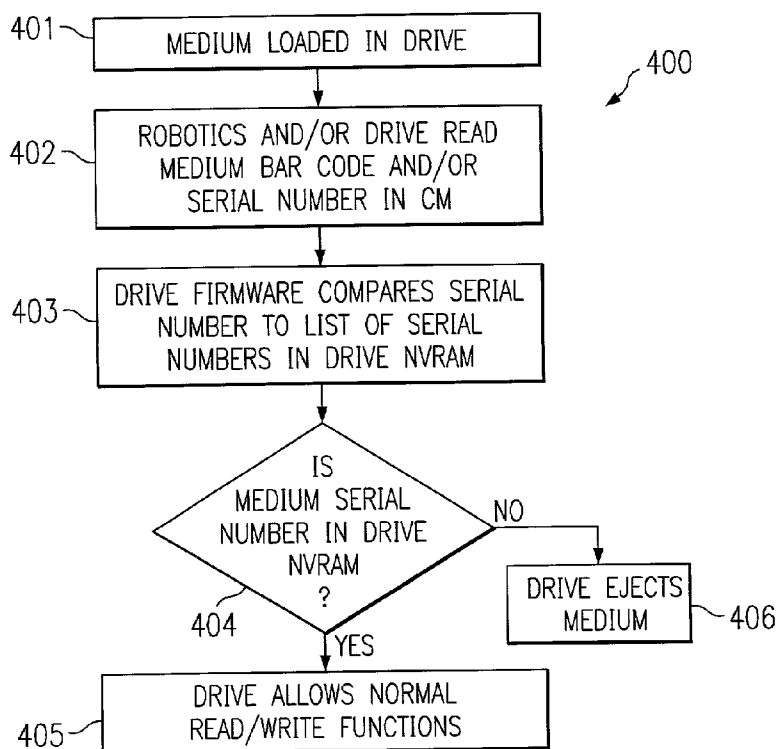 401
MEDIUM LOADED IN DRIVE
400
402
ROBOTICS AND/OR DRIVE READ
MEDIUM BAR CODE AND/OR
SERIAL NUMBER IN CM
403
DRIVE FIRMWARE COMPARES SERIAL
NUMBER TO LIST OF SERIAL
NUMBERS IN DRIVE NVRAM
IS
MEDIUM SERIAL
NUMBER IN DRIVE
NVRAM
?
404
NO
DRIVE EJECTS
MEDIUM
406
YES
DRIVE ALLOWS NORMAL
READ/WRITE FUNCTIONS
405